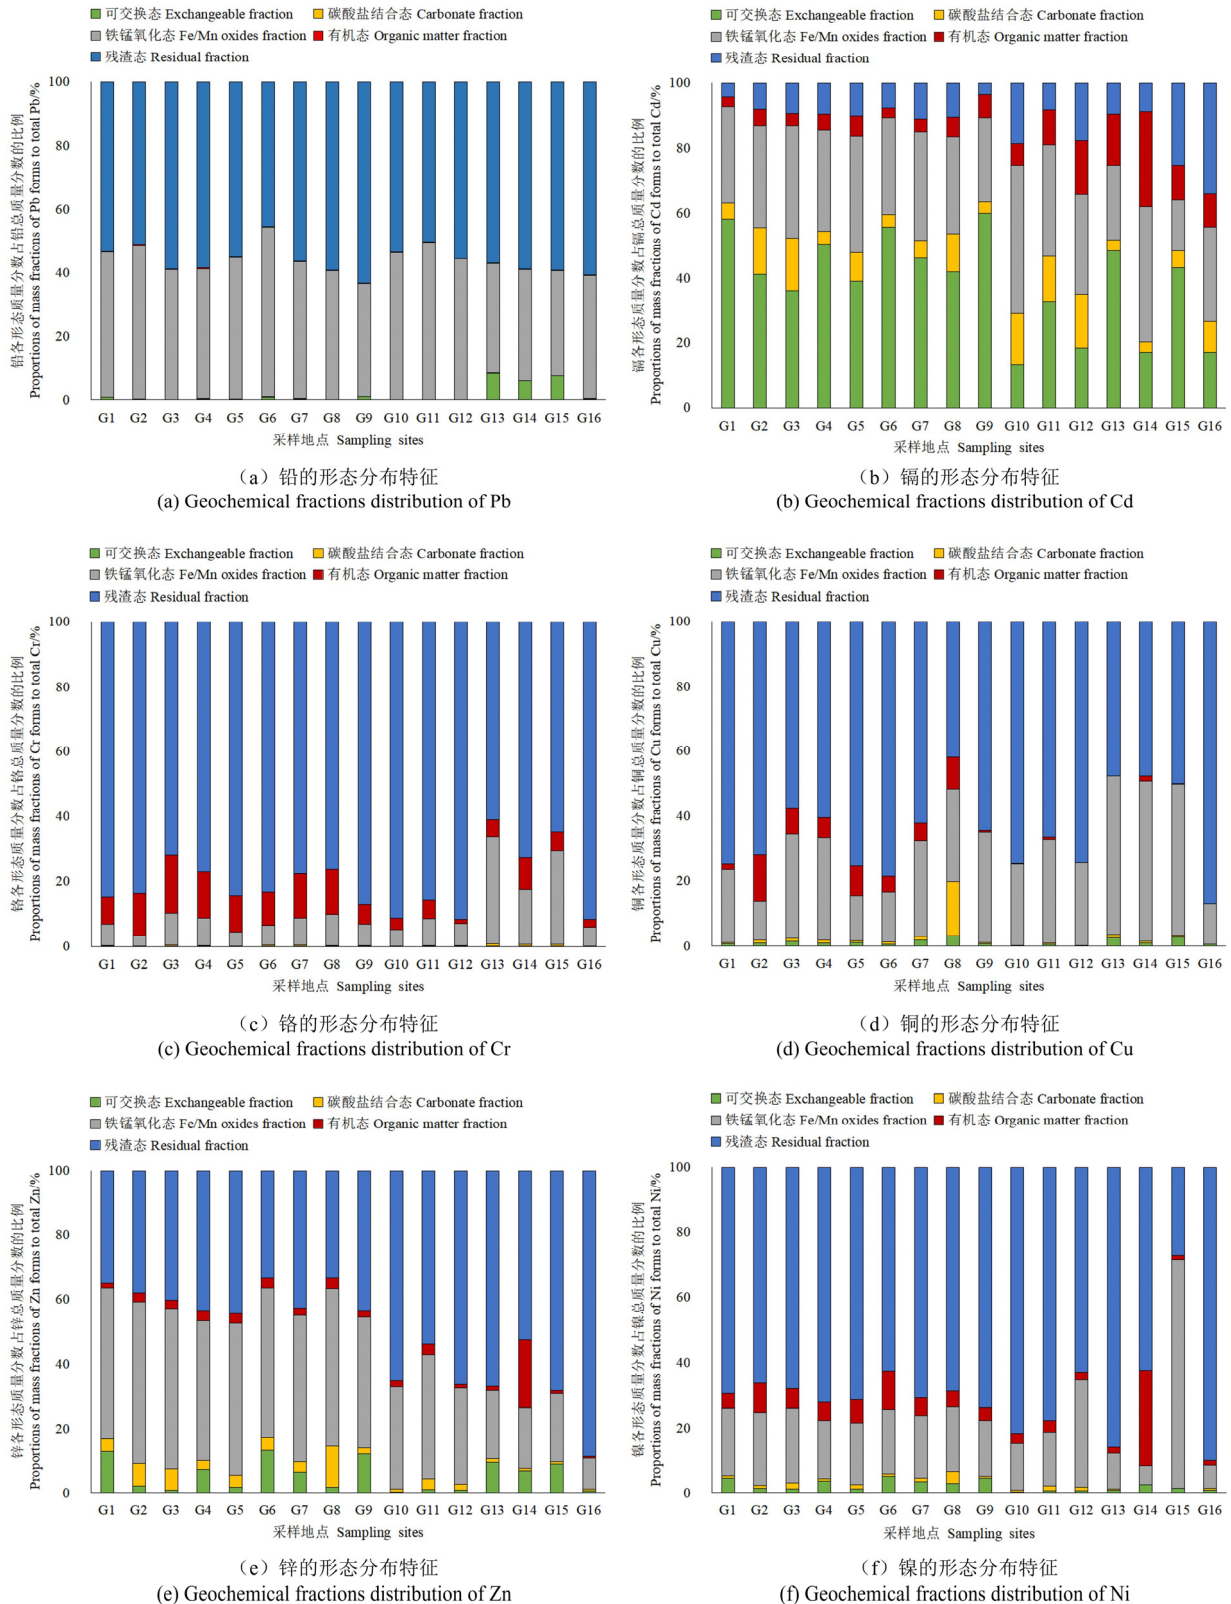 可交换态 Exchangeable fraction 碳酸盐结合态 Carbonate fraction
铁锰氧化态 Fe/Mn oxides fraction 有机态 Organic matter fraction
残渣态 Residual fraction
铅各形态质量分数占铅总质量分数的比例
Proportions of mass fractions of Pb forms to total Pb/%
100
80
60
40
20
0
G1 G2 G3 G4 G5 G6 G7 G8 G9 G10 G11 G12 G13 G14 G15 G16
采样地点 Sampling sites
（a）铅的形态分布特征
(a) Geochemical fractions distribution of Pb
可交换态 Exchangeable fraction 碳酸盐结合态 Carbonate fraction
铁锰氧化态 Fe/Mn oxides fraction 有机态 Organic matter fraction
残渣态 Residual fraction
镉各形态质量分数占镉总质量分数的比例
Proportions of mass fractions of Cd forms to total Cd/%
100
80
60
40
20
0
G1 G2 G3 G4 G5 G6 G7 G8 G9 G10 G11 G12 G13 G14 G15 G16
采样地点 Sampling sites
（b）镉的形态分布特征
(b) Geochemical fractions distribution of Cd
可交换态 Exchangeable fraction 碳酸盐结合态 Carbonate fraction
铁锰氧化态 Fe/Mn oxides fraction 有机态 Organic matter fraction
残渣态 Residual fraction
铬各形态质量分数占铬总质量分数的比例
Proportions of mass fractions of Cr forms to total Cr/%
100
80
60
40
20
0
G1 G2 G3 G4 G5 G6 G7 G8 G9 G10 G11 G12 G13 G14 G15 G16
采样地点 Sampling sites
（c）铬的形态分布特征
(c) Geochemical fractions distribution of Cr
可交换态 Exchangeable fraction 碳酸盐结合态 Carbonate fraction
铁锰氧化态 Fe/Mn oxides fraction 有机态 Organic matter fraction
残渣态 Residual fraction
铜各形态质量分数占铜总质量分数的比例
Proportions of mass fractions of Cu forms to total Cu/%
100
80
60
40
20
0
G1 G2 G3 G4 G5 G6 G7 G8 G9 G10 G11 G12 G13 G14 G15 G16
采样地点 Sampling sites
（d）铜的形态分布特征
(d) Geochemical fractions distribution of Cu
可交换态 Exchangeable fraction 碳酸盐结合态 Carbonate fraction
铁锰氧化态 Fe/Mn oxides fraction 有机态 Organic matter fraction
残渣态 Residual fraction
锌各形态质量分数占锌总质量分数的比例
Proportions of mass fractions of Zn forms to total Zn/%
100
80
60
40
20
0
G1 G2 G3 G4 G5 G6 G7 G8 G9 G10 G11 G12 G13 G14 G15 G16
采样地点 Sampling sites
（e）锌的形态分布特征
(e) Geochemical fractions distribution of Zn
可交换态 Exchangeable fraction 碳酸盐结合态 Carbonate fraction
铁锰氧化态 Fe/Mn oxides fraction 有机态 Organic matter fraction
残渣态 Residual fraction
镍各形态质量分数占镍总质量分数的比例
Proportions of mass fractions of Ni forms to total Ni/%
100
80
60
40
20
0
G1 G2 G3 G4 G5 G6 G7 G8 G9 G10 G11 G12 G13 G14 G15 G16
采样地点 Sampling sites
（f）镍的形态分布特征
(f) Geochemical fractions distribution of Ni